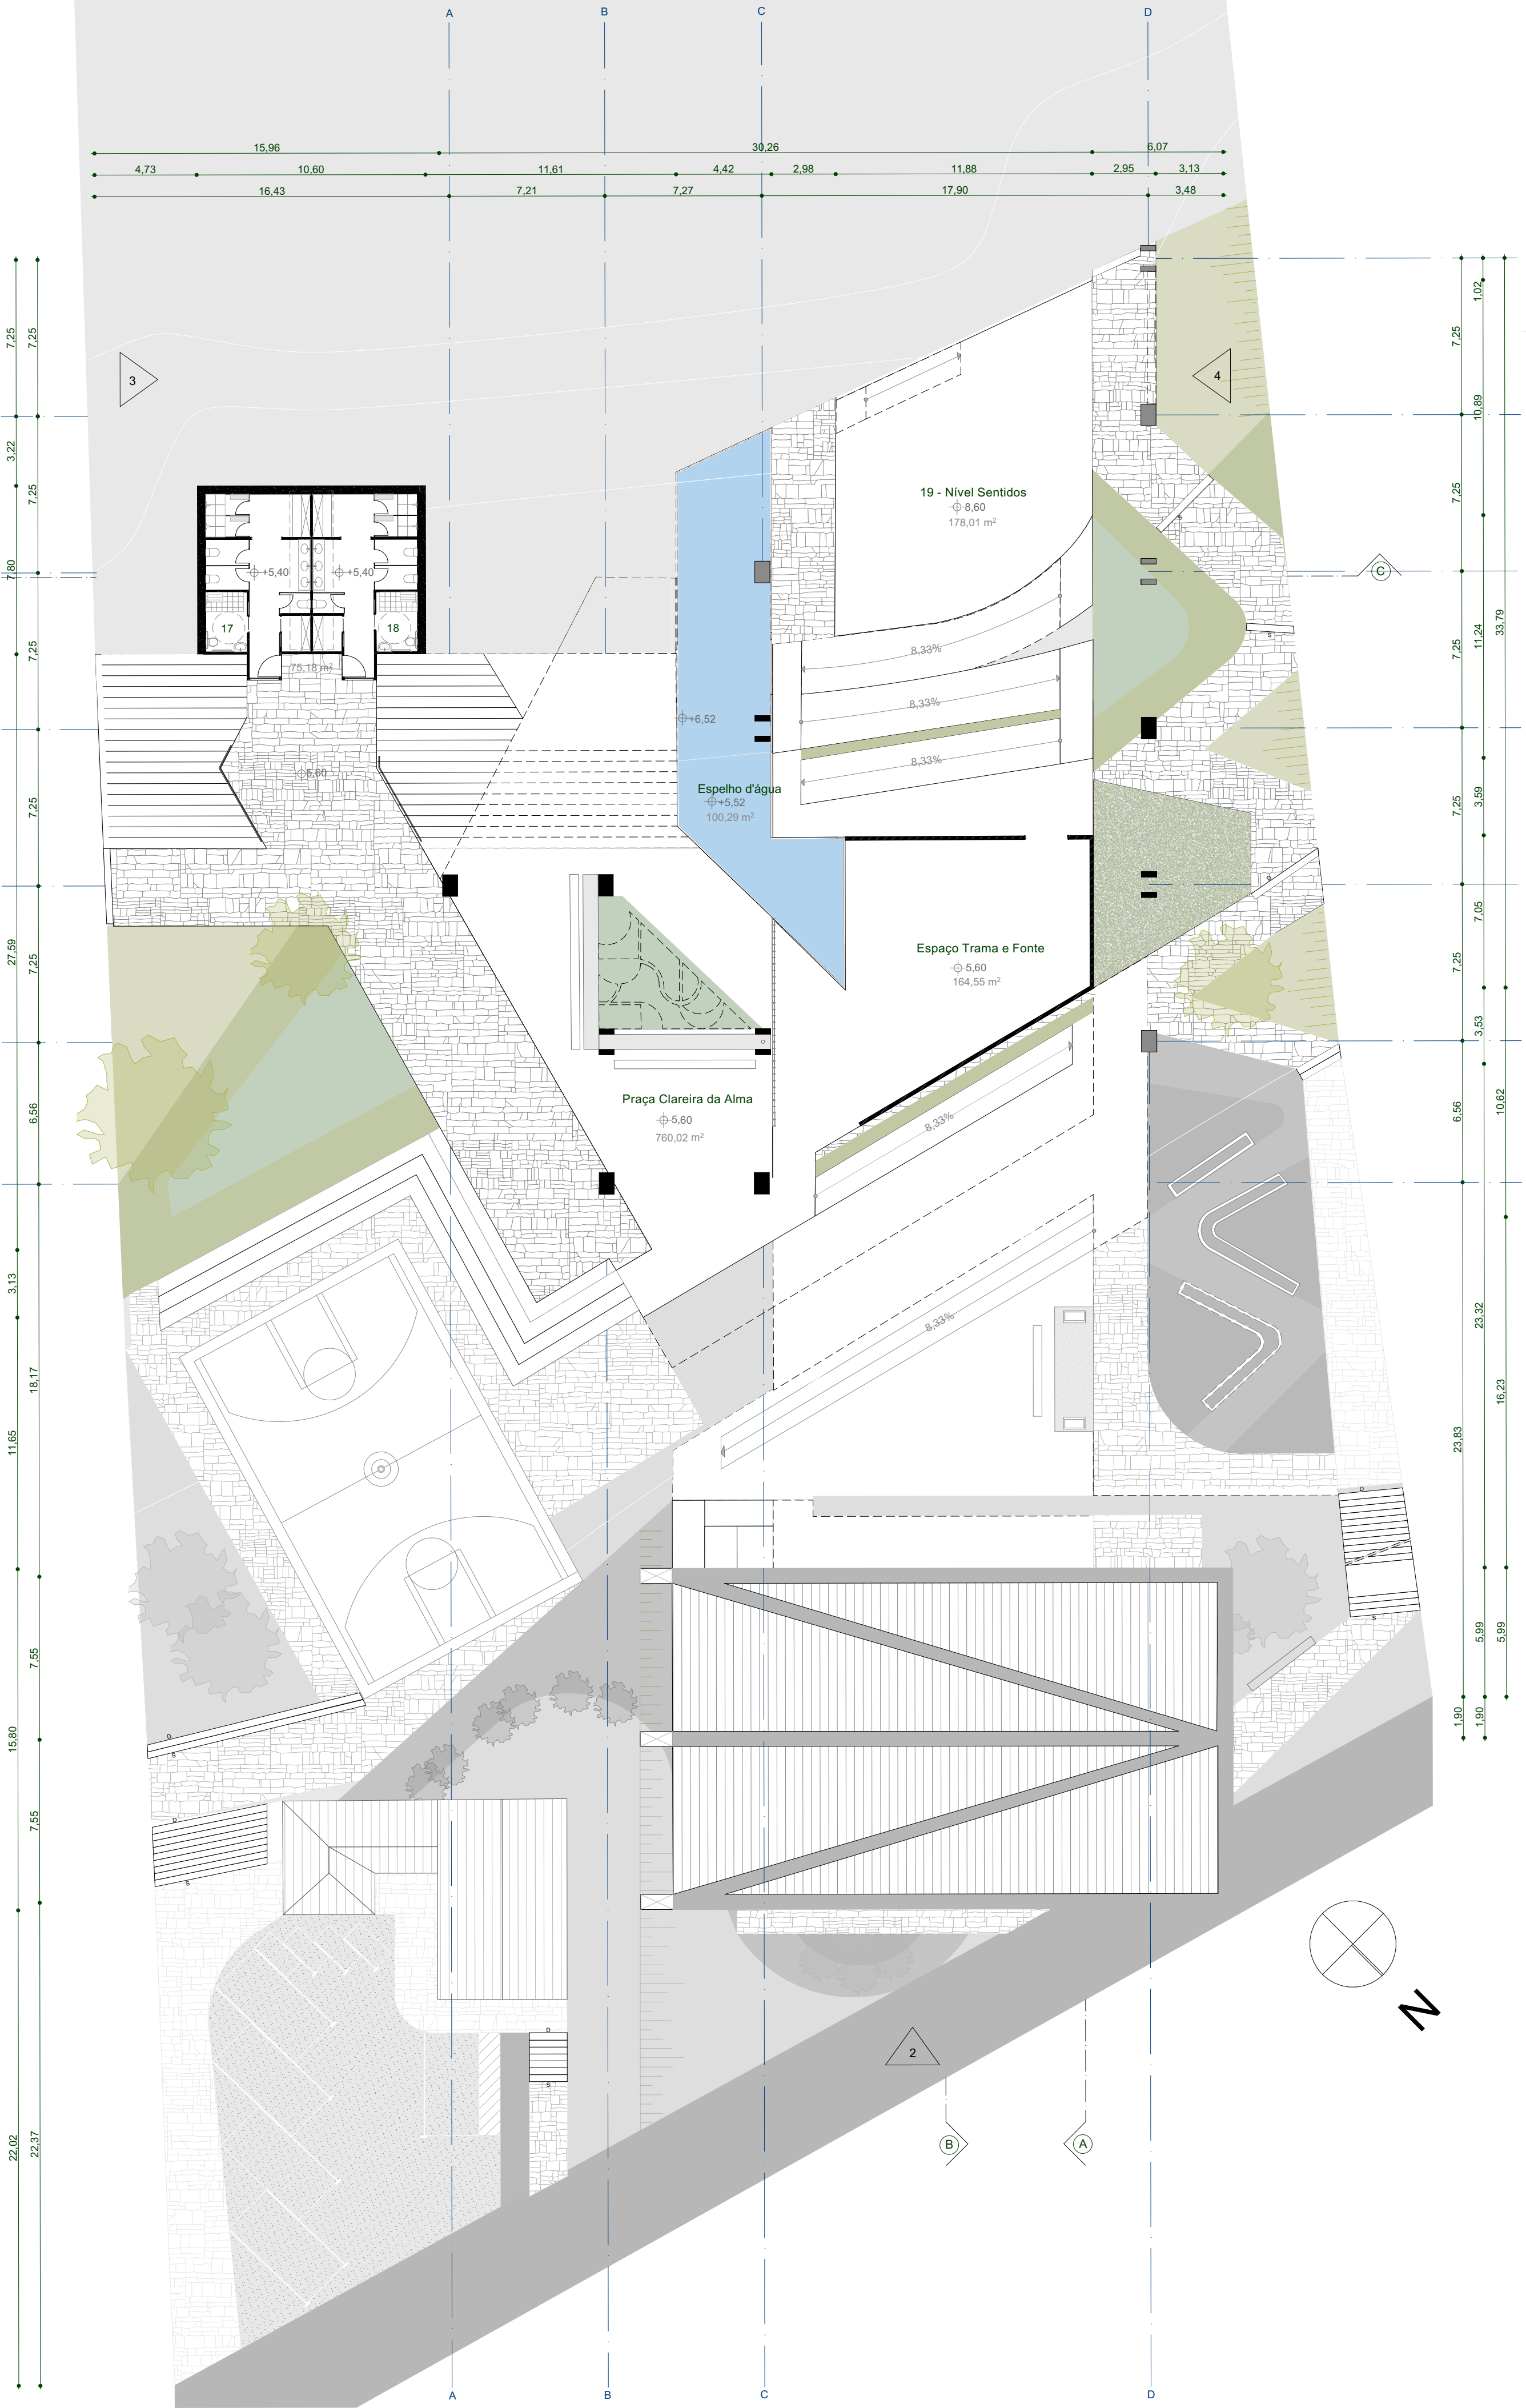 A
B
C
D
15,96
30,26
6,07
4,73
10,60
11,61
4,42
2,98
11,88
2,95
3,13
16,43
7,21
7,27
17,90
3,48
7,25
3,22
7,80
27,59
3,13
11,65
15,80
22,02
7,25
7,25
7,25
7,25
7,25
6,56
18,17
7,55
7,55
22,37
3
4
19 - Nível Sentidos
8,60
178,01 m²
+5,40
+5,40
17
18
75,18 m²
5,60
+6,52
Espelho d'água
+5,52
100,29 m²
8,33%
8,33%
8,33%
S
S
D
C
Espaço Trama e Fonte
5,60
164,55 m²
Praça Clareira da Alma
5,60
760,02 m²
8,33%
8,33%
D
S
D
S
D
S
D
S
2
B
A
N
7,25
7,25
7,25
7,25
7,25
6,56
23,83
1,90
1,02
10,89
11,24
3,59
7,05
3,53
23,32
5,99
1,90
33,79
10,62
16,23
5,99
A
B
C
D